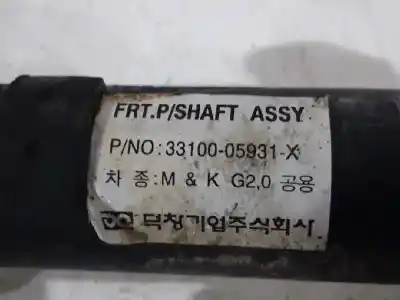 FRT.P/SHAFT ASSY
P/NO:33100-05931-X
차 종:M & K G2,0 공용
덕창기업주식회사